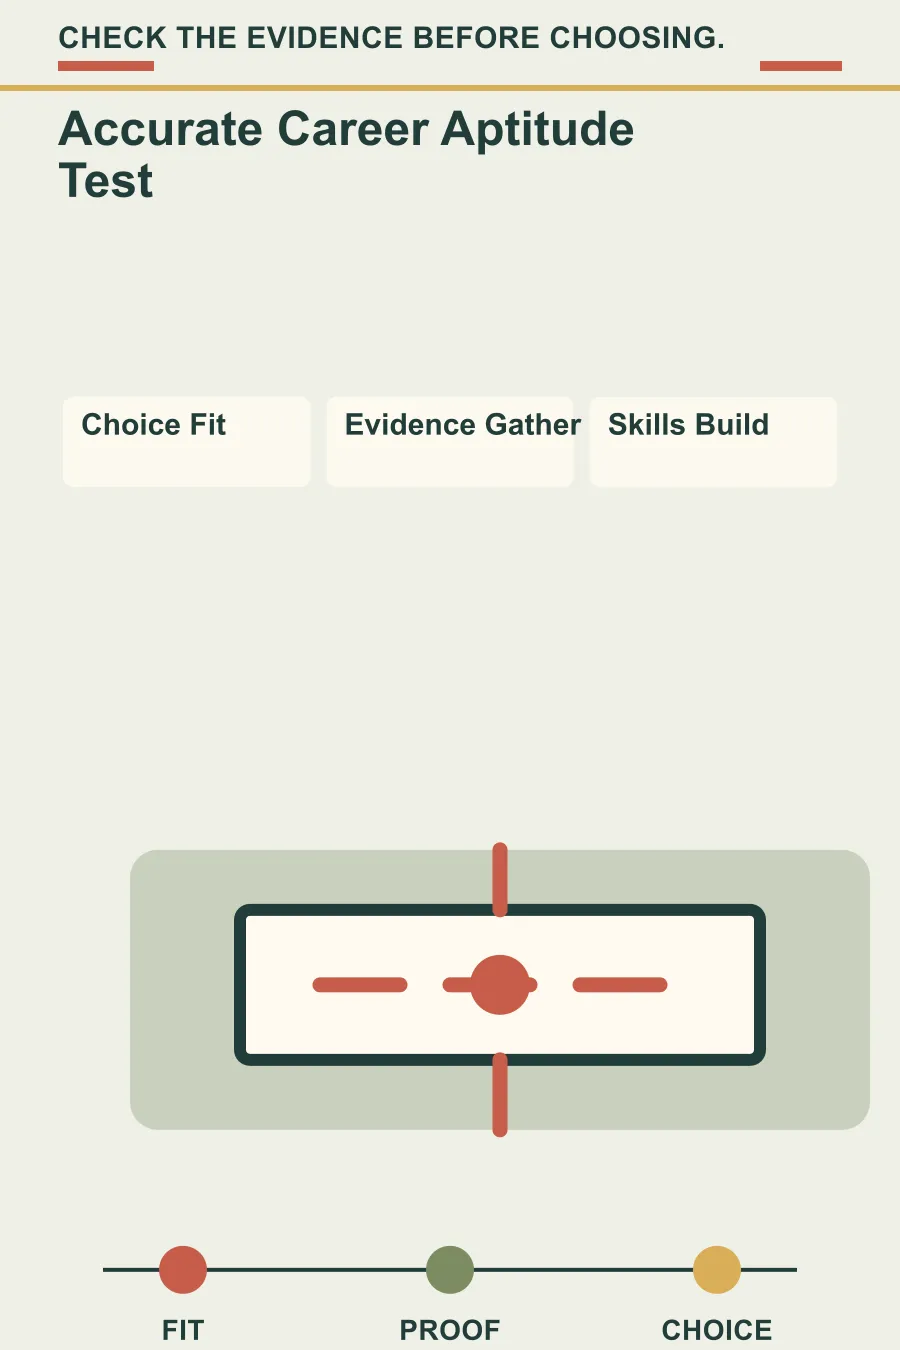 CHECK THE EVIDENCE BEFORE CHOOSING.
Accurate Career Aptitude
Test
Choice Fit
Evidence Gather
Skills Build
FIT
PROOF
CHOICE